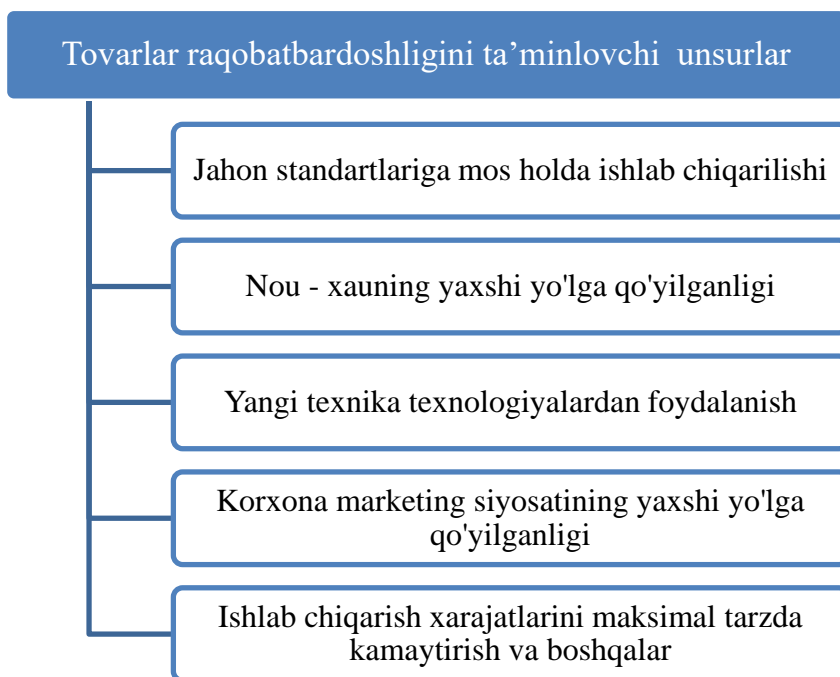 Tovarlar raqobatbardoshligini ta’minlovchi unsurlar
Jahon standartlariga mos holda ishlab chiqarilishi
Nou - xauning yaxshi yo'lga qo'yilganligi
Yangi texnika texnologiyalardan foydalanish
Korxona marketing siyosatining yaxshi yo'lga
qo'yilganligi
Ishlab chiqarish xarajatlarini maksimal tarzda
kamaytirish va boshqalar